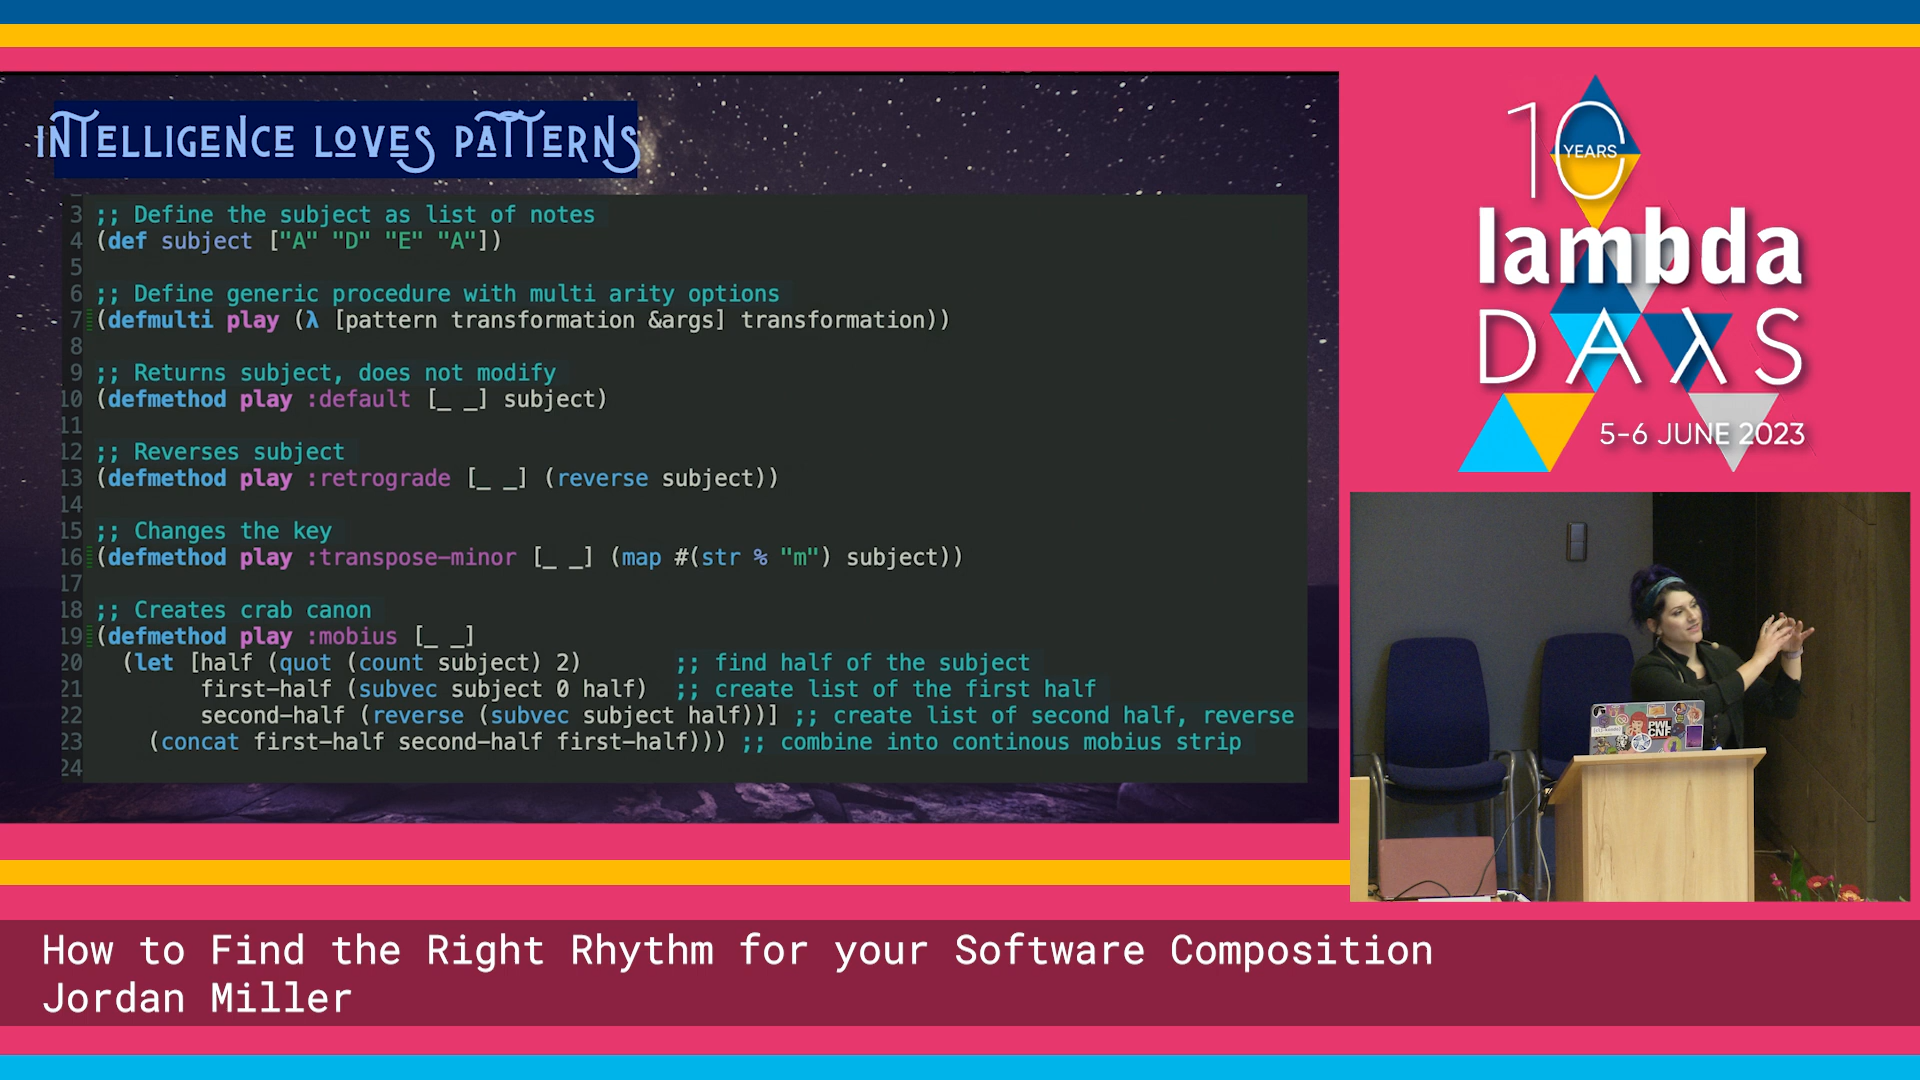 INTELLIGENCE LOVES PATTERNS
3 ;; Define the subject as list of notes
4 (def subject ["A" "D" "E" "A"])
5
6 ;; Define generic procedure with multi arity options
7 (defmulti play (λ [pattern transformation &args] transformation))
8
9 ;; Returns subject, does not modify
10 (defmethod play :default [_ _] subject)
11
12 ;; Reverses subject
13 (defmethod play :retrograde [_ _] (reverse subject))
14
15 ;; Changes the key
16 (defmethod play :transpose-minor [_ _] (map #(str % "m") subject))
17
18 ;; Creates crab canon
19 (defmethod play :mobius [_ _]
20 (let [half (quot (count subject) 2) ;; find half of the subject
21 first-half (subvec subject 0 half) ;; create list of the first half
22 second-half (reverse (subvec subject half))] ;; create list of second half, reverse
23 (concat first-half second-half first-half))) ;; combine into continous mobius strip
24
10
YEARS
lambda
DAλS
5-6 JUNE 2023
PWL
CNF
How to Find the Right Rhythm for your Software Composition
Jordan Miller